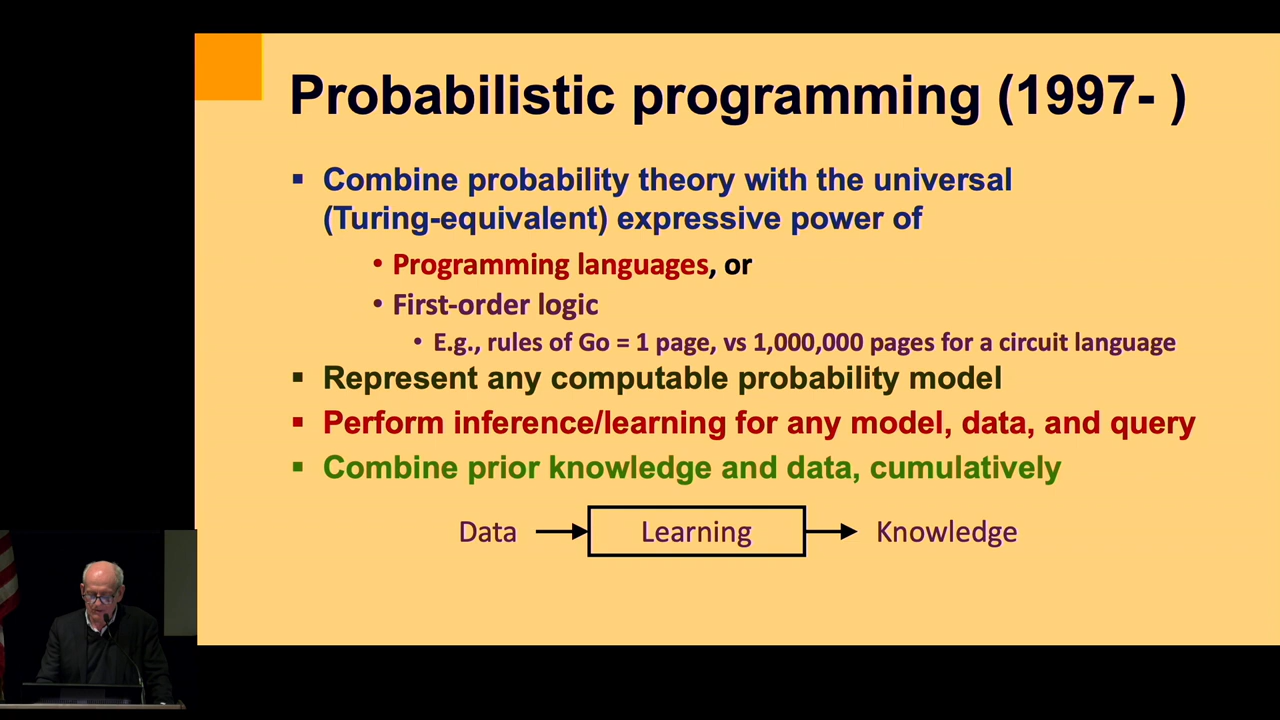 Probabilistic programming (1997- )
▪ Combine probability theory with the universal
(Turing-equivalent) expressive power of
• Programming languages, or
• First-order logic
• E.g., rules of Go = 1 page, vs 1,000,000 pages for a circuit language
▪ Represent any computable probability model
▪ Perform inference/learning for any model, data, and query
▪ Combine prior knowledge and data, cumulatively
Data Learning Knowledge